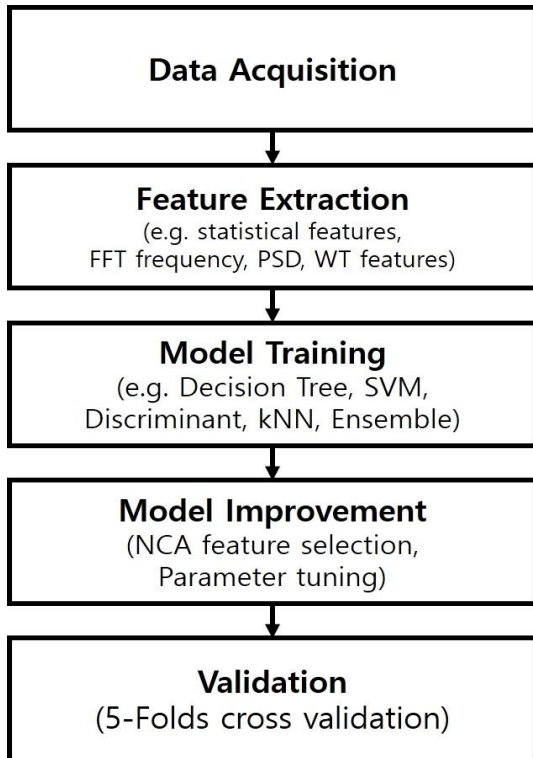 Data Acquisition
Feature Extraction
(e.g. statistical features,
FFT frequency, PSD, WT features)
Model Training
(e.g. Decision Tree, SVM,
Discriminant, kNN, Ensemble)
Model Improvement
(NCA feature selection,
Parameter tuning)
Validation
(5-Folds cross validation)